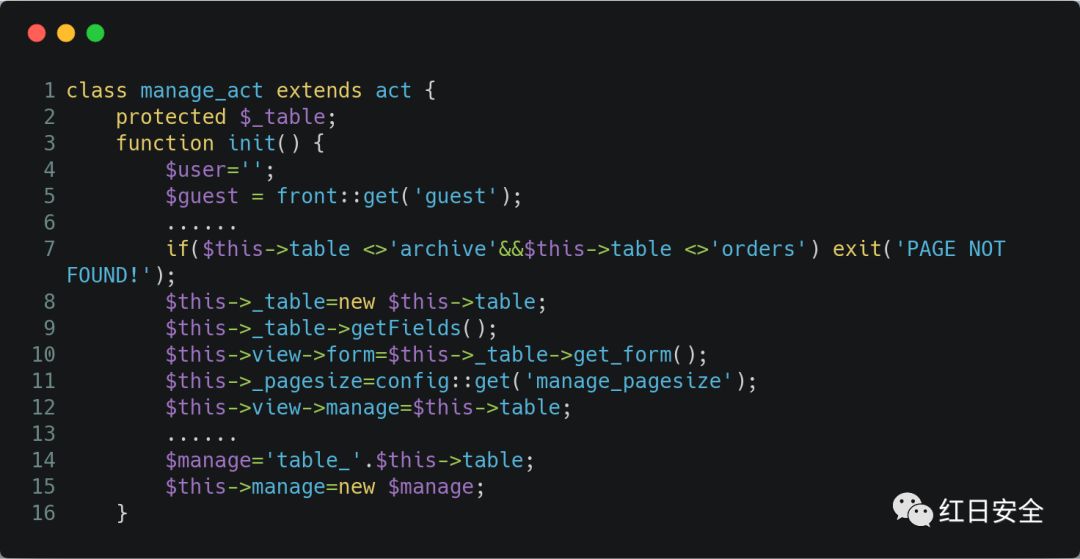 1 class manage_act extends act {
2     protected $_table;
3     function init() {
4         $user='';
5         $guest = front::get('guest');
6         ......
7         if($this->table <>'archive'&&$this->table <>'orders') exit('PAGE NOT
FOUND!');
8         $this->_table=new $this->table;
9         $this->_table->getFields();
10         $this->view->form=$this->_table->get_form();
11         $this->_pagesize=config::get('manage_pagesize');
12         $this->view->manage=$this->table;
13         ......
14         $manage='table_'.$this->table;
15         $this->manage=new $manage;
16     }
红日安全